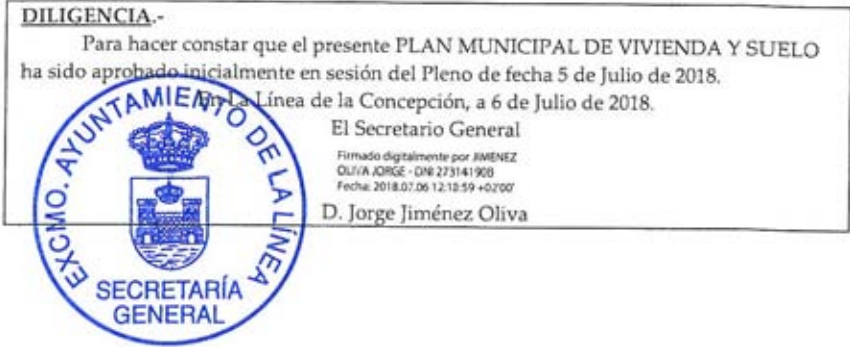 DILIGENCIA.-
Para hacer constar que el presente PLAN MUNICIPAL DE VIVIENDA Y SUELO
ha sido aprobado inicialmente en sesión del Pleno de fecha 5 de Julio de 2018.
En La Línea de la Concepción, a 6 de Julio de 2018.
El Secretario General
Firmado digitalmente por JIMENEZ
OLIVA JORGE - DNI 27314190B
Fecha: 2018.07.06 12:18:59 +02'00'
D. Jorge Jiménez Oliva
EXCMO. AYUNTAMIENTO DE LA LÍNEA
SECRETARÍA
GENERAL